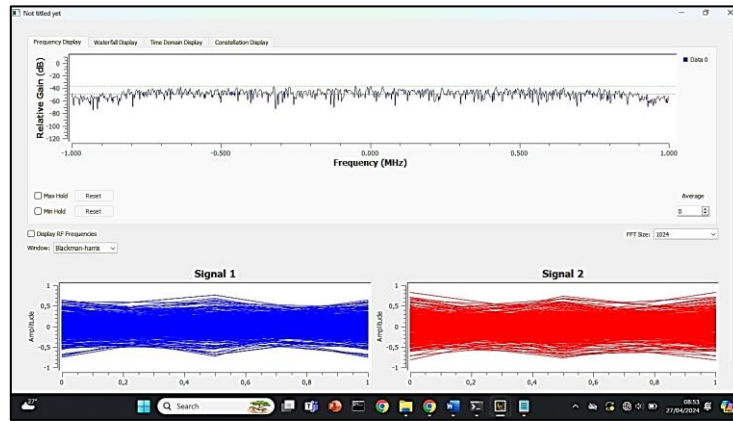 Not titled yet
Frequency Display Waterfall Display Time Domain Display Constellation Display
Relative Gain (dB)
0
-20
-40
-60
-80
-100
-120
Data 0
-1.000 -0.500 0.000 0.500 1.000
Frequency (MHz)
Max Hold Reset
Average
Min Hold Reset
0
Display RF Frequencies
FFT Size: 1024
Window: Blackman-harris
Signal 1
Amplitude
1
0,5
0
-0,5
-1
0 0,2 0,4 0,6 0,8 1
Signal 2
Amplitude
1
0,5
0
-0,5
-1
0 0,2 0,4 0,6 0,8 1
27°
Search
08:53
27/04/2024